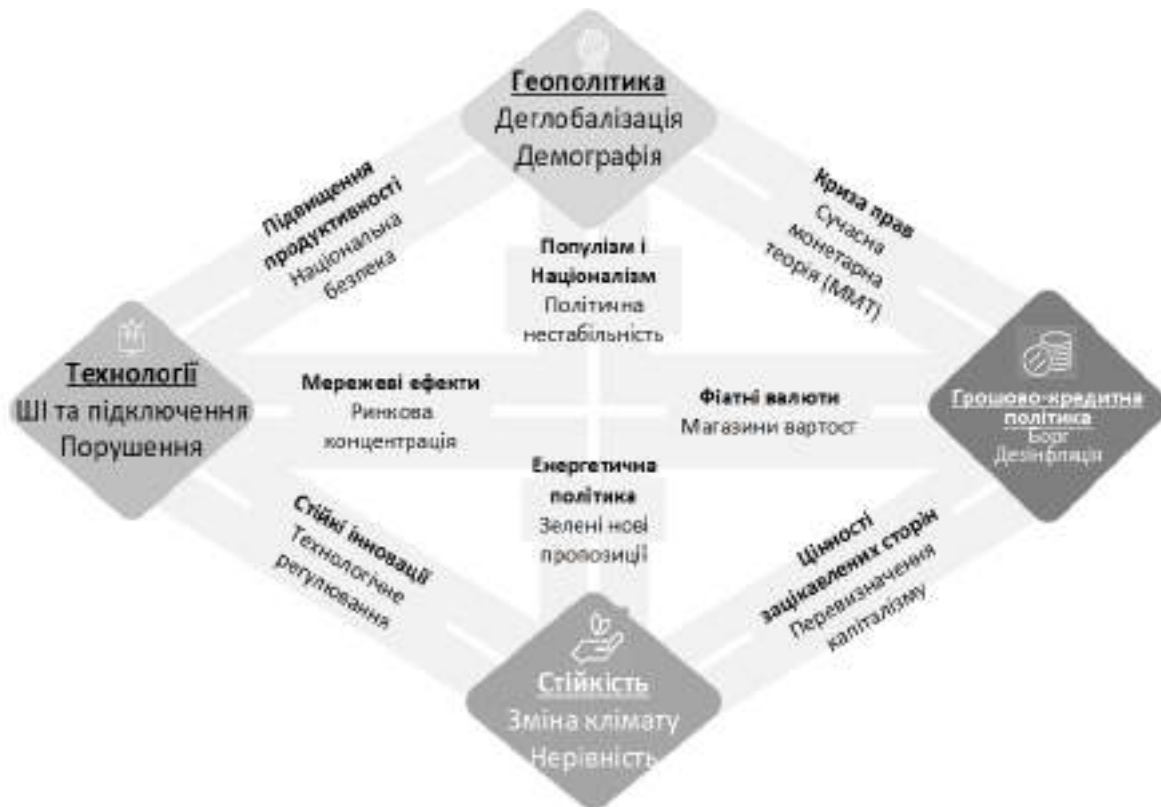 Геополітика
Деглобалізація
Демографія
Підвищення
продуктивності
Національна
безпека
Криза прав
Сучасна
монетарна
теорія (ММТ)
Популізм і
Націоналізм
Політична
нестабільність
Технології
ШІ та підключення
Порушення
Мережеві ефекти
Ринкова
концентрація
Фіатні валюти
Магазини вартост
Грошово-кредитна
політика
Борг
Дезінфляція
Енергетична
політика
Зелені нові
пропозиції
Стійкі інновації
Технологічне
регулювання
Цінності
зацікавлених сторін
Перевизначення
капіталізму
Стійкість
Зміна клімату
Нерівність